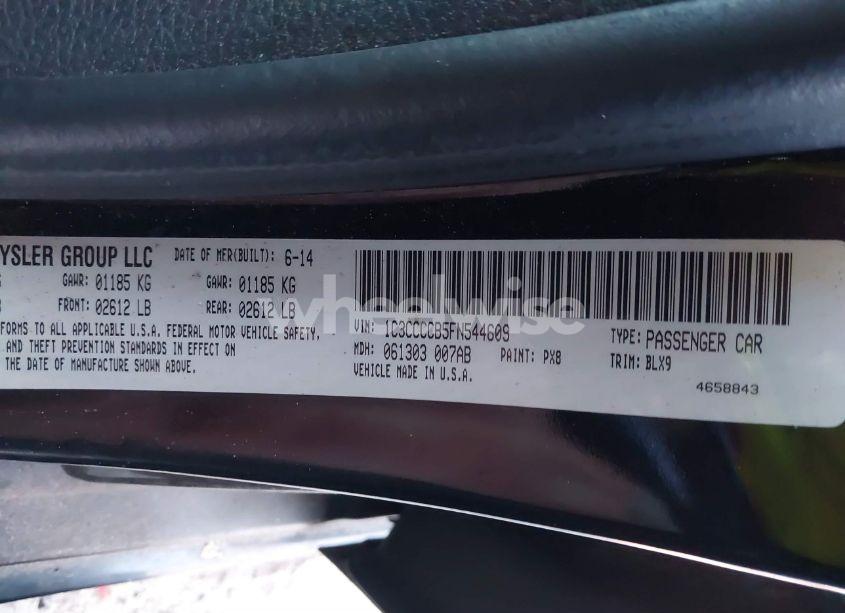 YSLER GROUP LLC DATE OF MFR(BUILT): 6-14
GAWR: 01185 KG GAWR: 01185 KG
FRONT: 02612 LB REAR: 02612 LB
FORMS TO ALL APPLICABLE U.S.A. FEDERAL MOTOR VEHICLE SAFETY,
AND THEFT PREVENTION STANDARDS IN EFFECT ON
THE DATE OF MANUFACTURE SHOWN ABOVE.
VIN: 1C3CCCCB5FN544609 TYPE: PASSENGER CAR
MDH: 061303 007AB PAINT: PX8 TRIM: BLX9
VEHICLE MADE IN U.S.A.
4658843
wheelwise